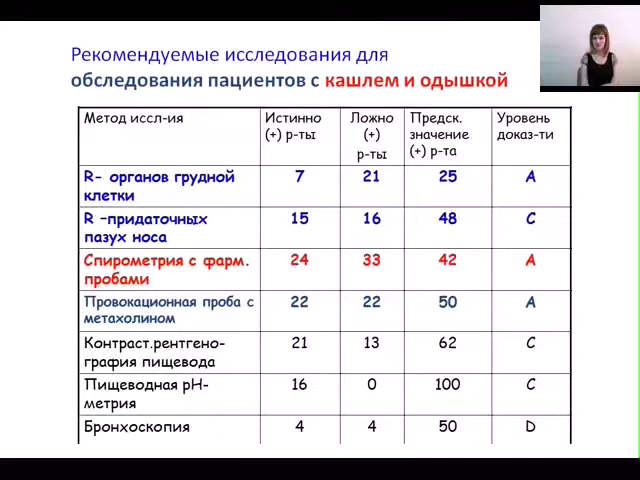 Рекомендуемые исследования для
обследования пациентов с кашлем и одышкой
Метод иссл-ия Истинно (+) р-ты Ложно (+) р-ты Предск. значение (+) р-та Уровень доказ-ти
R- органов грудной клетки 7 21 25 A
R –придаточных пазух носа 15 16 48 C
Спирометрия с фарм. пробами 24 33 42 A
Провокационная проба с метахолином 22 22 50 A
Контраст.рентгено-графия пищевода 21 13 62 C
Пищеводная рН-метрия 16 0 100 C
Бронхоскопия 4 4 50 D